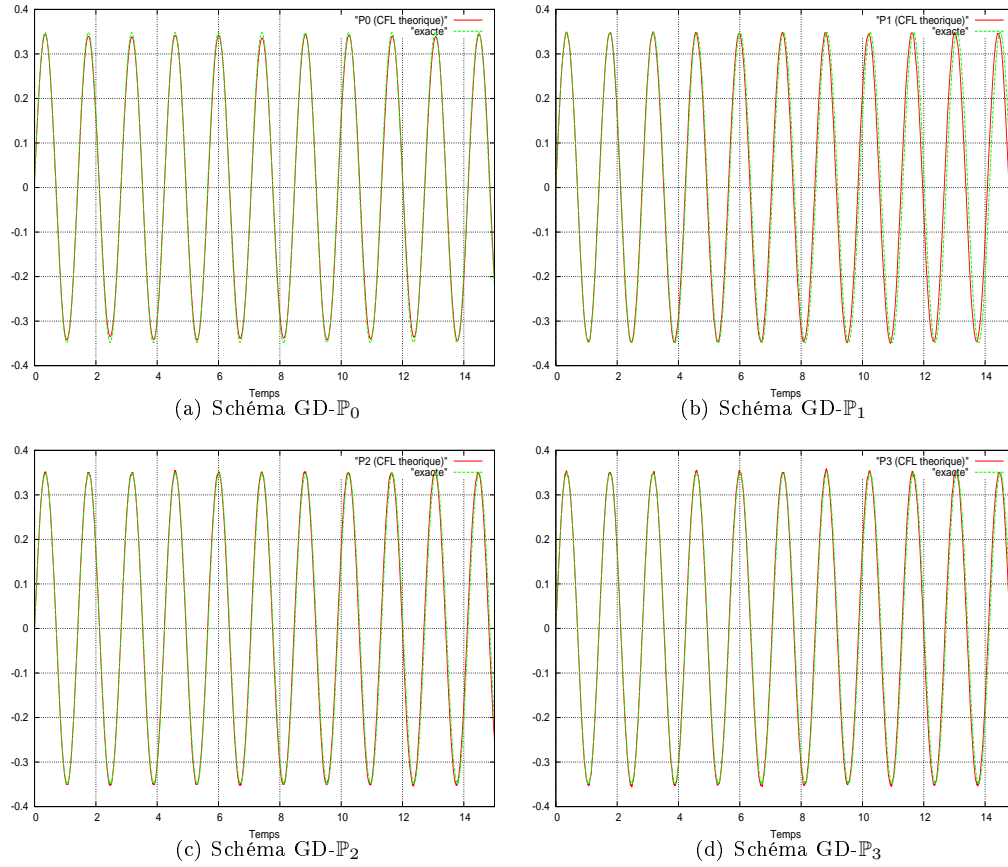 "P0 (CFL theorique)"
"exacte"
0.4
0.3
0.2
0.1
0
-0.1
-0.2
-0.3
-0.4
0 2 4 6 8 10 12 14
Temps
(a) Schéma GD-ℙ₀
"P1 (CFL theorique)"
"exacte"
0.4
0.3
0.2
0.1
0
-0.1
-0.2
-0.3
-0.4
0 2 4 6 8 10 12 14
Temps
(b) Schéma GD-ℙ₁
"P2 (CFL theorique)"
"exacte"
0.4
0.3
0.2
0.1
0
-0.1
-0.2
-0.3
-0.4
0 2 4 6 8 10 12 14
Temps
(c) Schéma GD-ℙ₂
"P3 (CFL theorique)"
"exacte"
0.4
0.3
0.2
0.1
0
-0.1
-0.2
-0.3
-0.4
0 2 4 6 8 10 12 14
Temps
(d) Schéma GD-ℙ₃